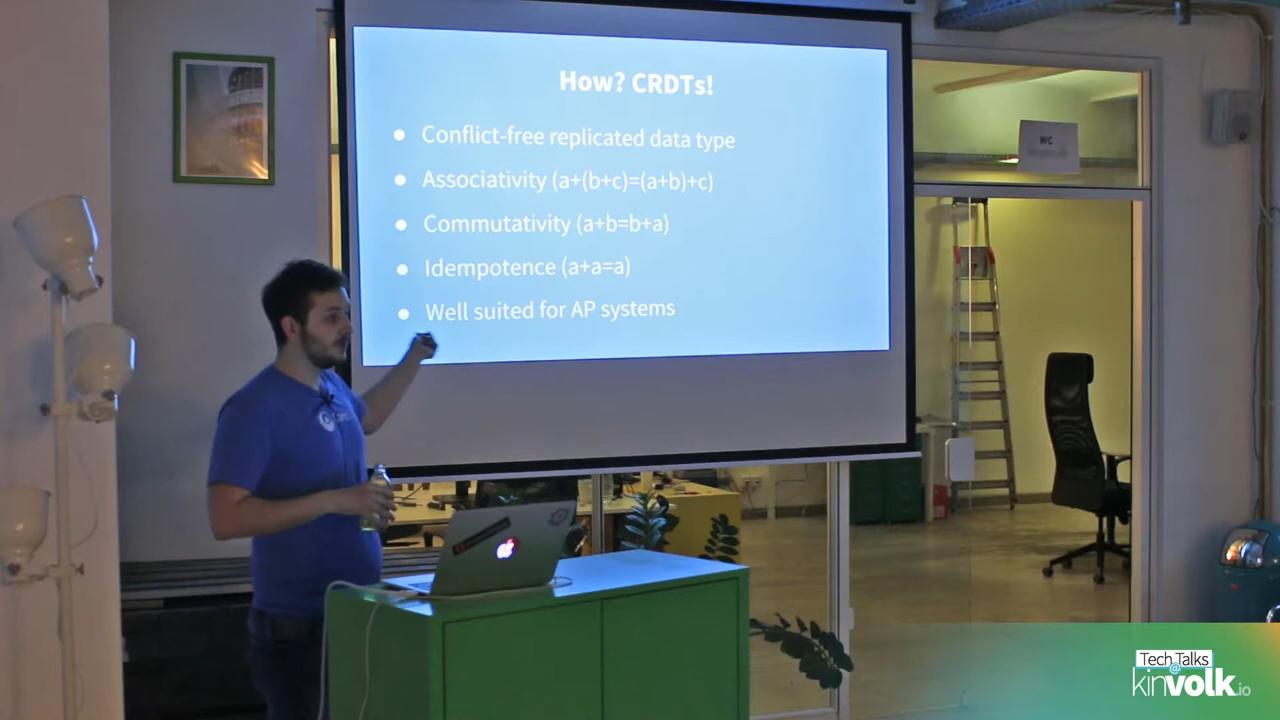 How? CRDTs!
Conflict-free replicated data type
Associativity (a+(b+c)=(a+b)+c)
Commutativity (a+b=b+a)
Idempotence (a+a=a)
Well suited for AP systems
WC
Tech Talks
@
kinvolk.io